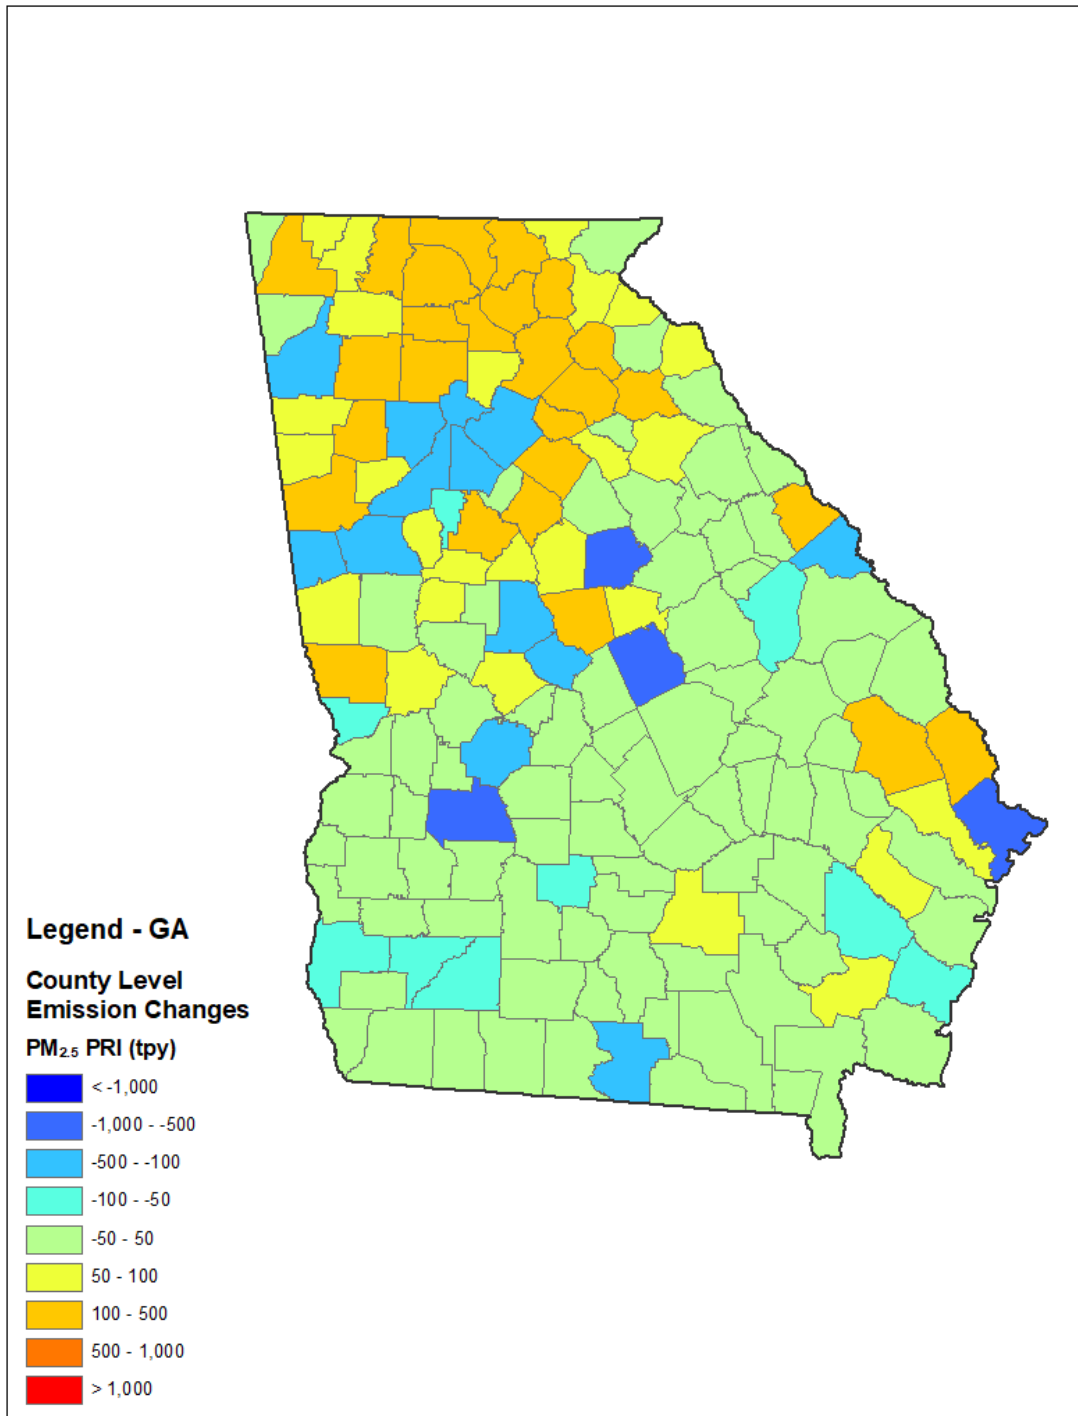 Legend - GA
County Level
Emission Changes
PM₂.₅ PRI (tpy)
< -1,000
-1,000 - -500
-500 - -100
-100 - -50
-50 - 50
50 - 100
100 - 500
500 - 1,000
> 1,000